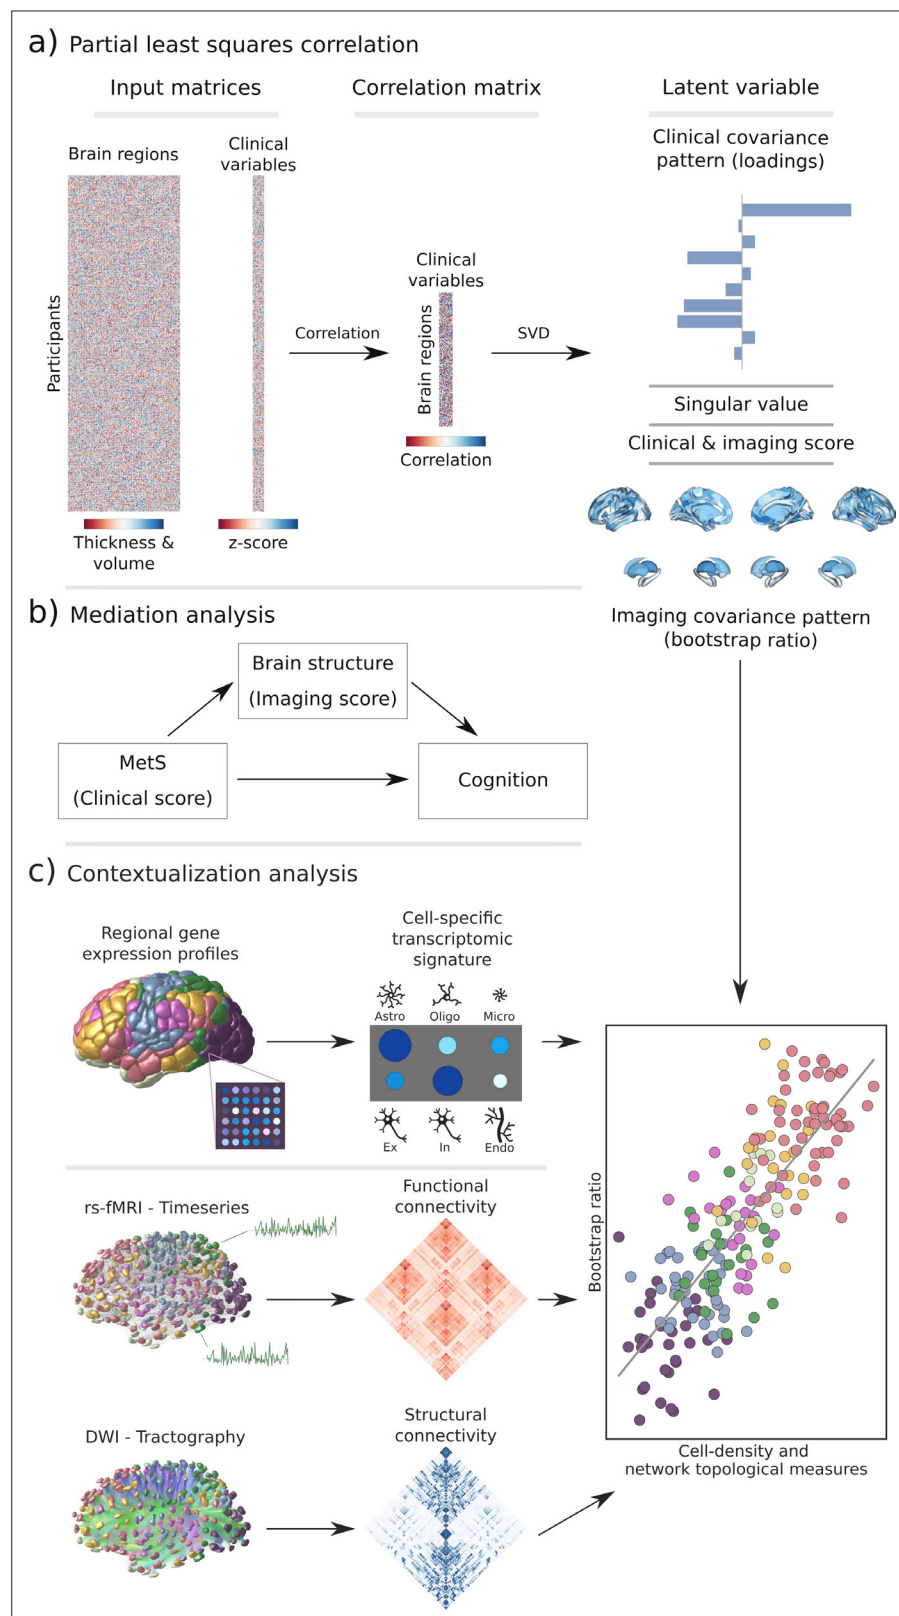 a) Partial least squares correlation
Input matrices
Correlation matrix
Latent variable
Brain regions
Clinical
variables
Participants
Thickness &
volume
z-score
Correlation
Clinical
variables
Brain regions
Correlation
SVD
Clinical covariance
pattern (loadings)
Singular value
Clinical & imaging score
Imaging covariance pattern
(bootstrap ratio)
b) Mediation analysis
Brain structure
(Imaging score)
MetS
(Clinical score)
Cognition
c) Contextualization analysis
Regional gene
expression profiles
Cell-specific
transcriptomic
signature
Astro
Oligo
Micro
Ex
In
Endo
rs-fMRI - Timeseries
Functional
connectivity
DWI - Tractography
Structural
connectivity
Bootstrap ratio
Cell-density and
network topological measures